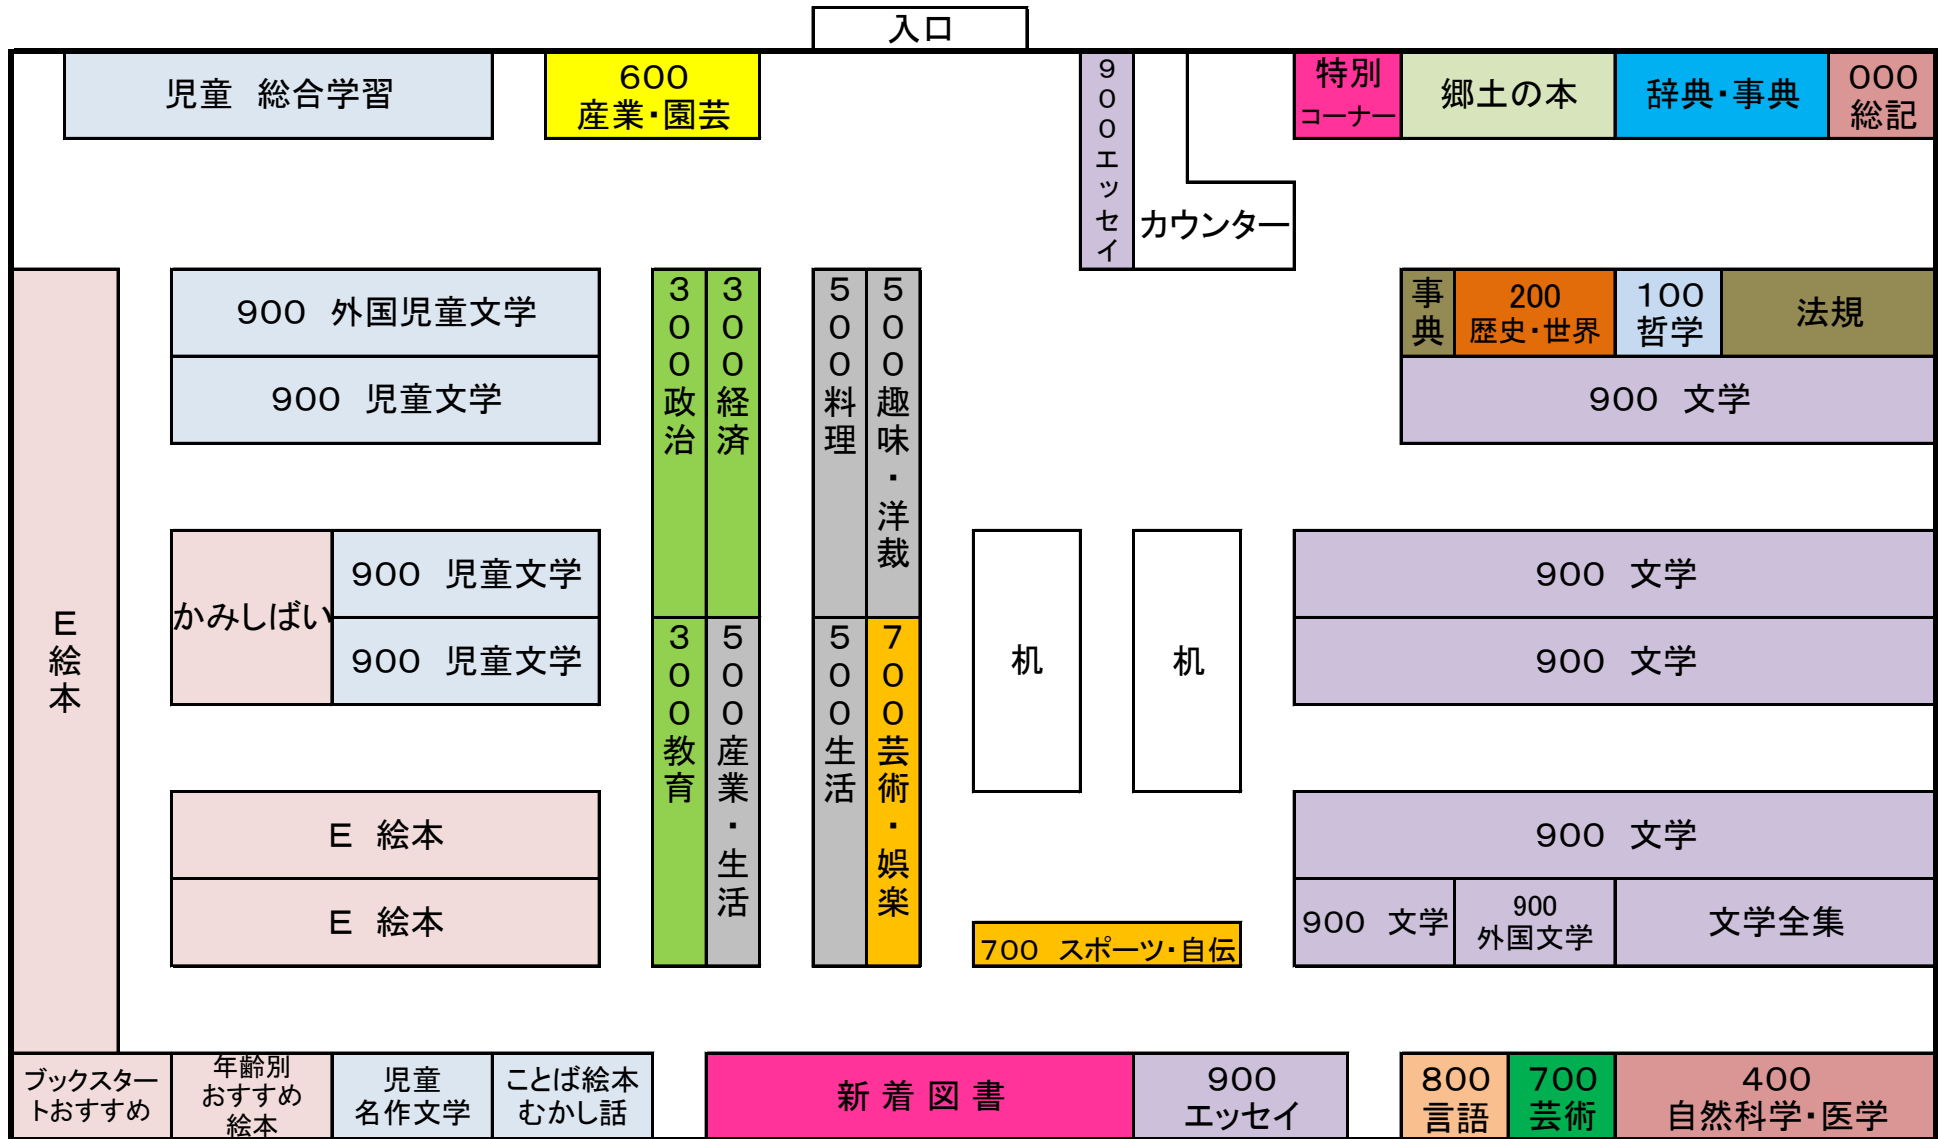 入口
児童　総合学習
600
産業・園芸
900エッセイ
カウンター
特別
コーナー
郷土の本
辞典・事典
000
総記
E絵本
900　外国児童文学
900　児童文学
300政治
300経済
500料理
500趣味・洋裁
事典
200
歴史・世界
100
哲学
法規
900　文学
かみしばい
900　児童文学
900　児童文学
300教育
500産業・生活
500生活
700芸術・娯楽
机
机
900　文学
900　文学
E　絵本
E　絵本
700　スポーツ・自伝
900　文学
900　文学
900
外国文学
文学全集
ブックスター
トおすすめ
年齢別
おすすめ
絵本
児童
名作文学
ことば絵本
むかし話
新着図書
900
エッセイ
800
言語
700
芸術
400
自然科学・医学